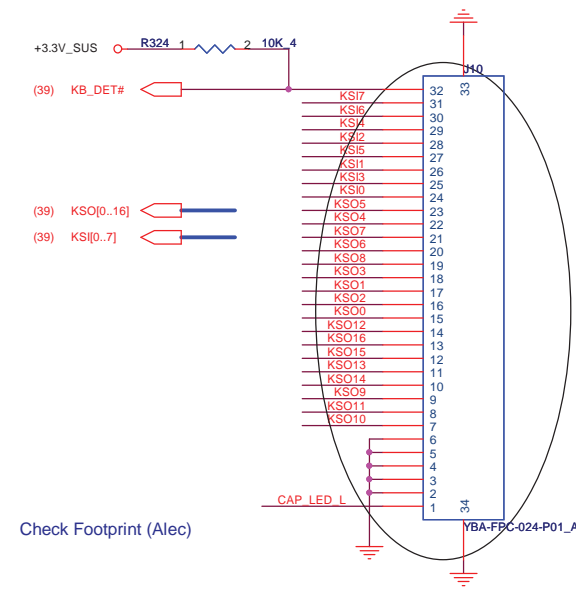 J10
+3.3V_SUS R324 1 2 10K_4
(39) KB_DET# 32 33
KSI7 31
KSI6 30
KSI4 29
KSI2 28
KSI5 27
KSI1 26
KSI3 25
KSI0 24
KSO5 23
KSO4 22
(39) KSO[0..16]
KSO7 21
KSO6 20
(39) KSI[0..7]
KSO8 19
KSO3 18
KSO1 17
KSO2 16
KSO0 15
KSO12 14
KSO16 13
KSO15 12
KSO13 11
KSO14 10
KSO9 9
KSO11 8
KSO10 7
6
5
4
3
2
CAP_LED_L 1 34
Check Footprint (Alec)
YBA-FPC-024-P01_A